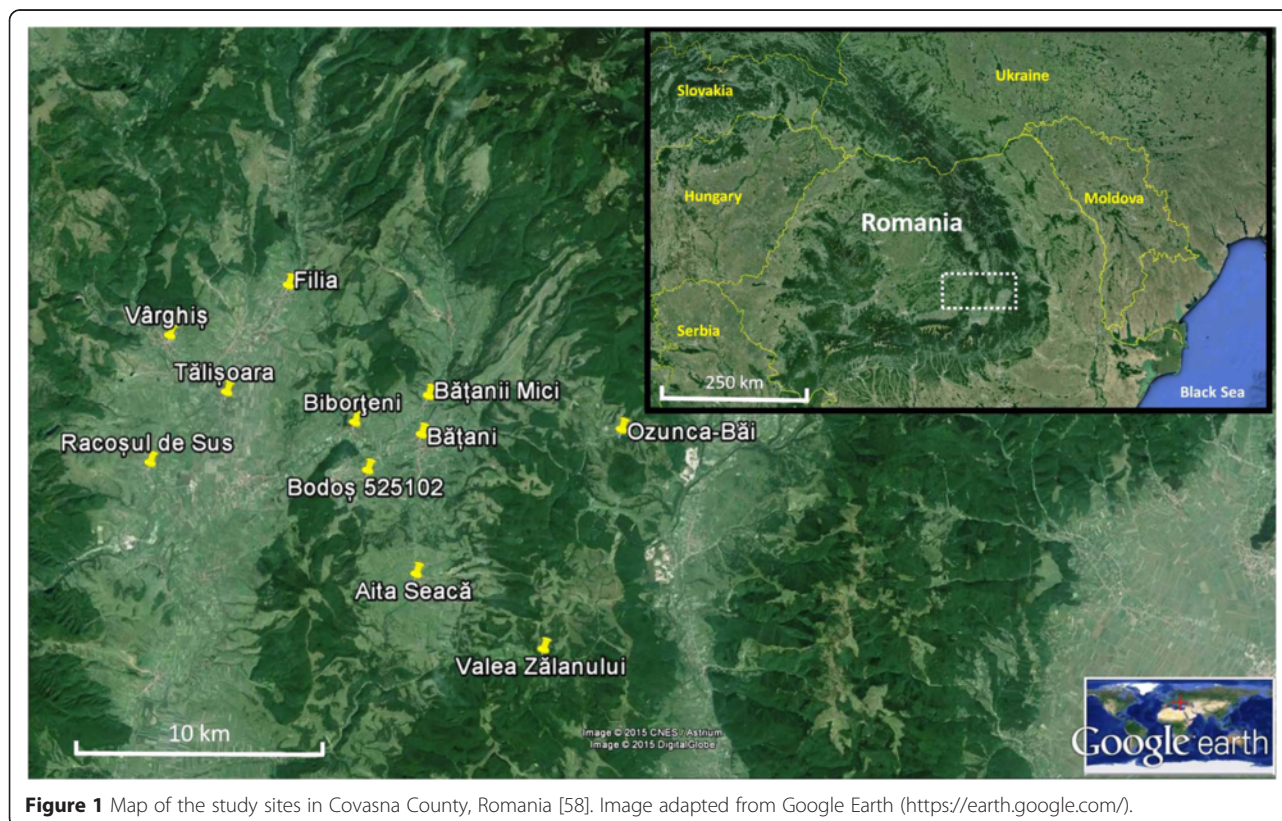 Slovakia
Ukraine
Hungary
Moldova
Romania
Serbia
250 km
Black Sea
Filia
Vârghiș
Tălișoara
Biborţeni
Bățanii Mici
Racoșul de Sus
Bățani
Ozunca-Băi
Bodoș 525102
Aita Seacă
Valea Zălanului
10 km
Image © 2015 CNES / Astrium
Image © 2015 DigitalGlobe
Google earth
Figure 1 Map of the study sites in Covasna County, Romania [58]. Image adapted from Google Earth (https://earth.google.com/).